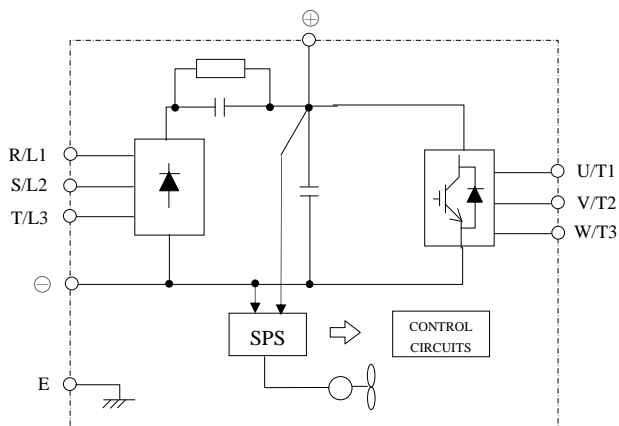 ⊕
R/L1
S/L2
T/L3
U/T1
V/T2
W/T3
⊖
SPS
CONTROL
CIRCUITS
E